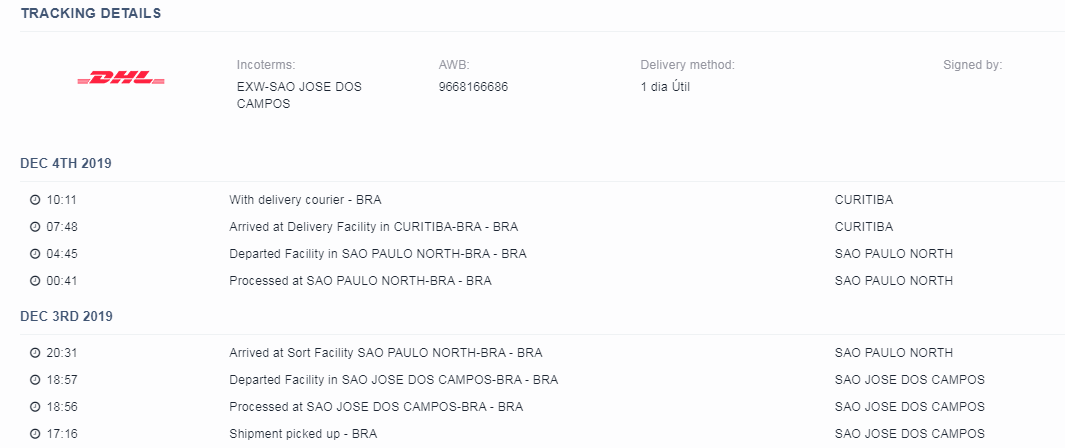 TRACKING DETAILS
DHL
Incoterms: AWB: Delivery method: Signed by:
EXW-SAO JOSE DOS CAMPOS 9668166686 1 dia Útil
DEC 4TH 2019
10:11 With delivery courier - BRA CURITIBA
07:48 Arrived at Delivery Facility in CURITIBA-BRA - BRA CURITIBA
04:45 Departed Facility in SAO PAULO NORTH-BRA - BRA SAO PAULO NORTH
00:41 Processed at SAO PAULO NORTH-BRA - BRA SAO PAULO NORTH
DEC 3RD 2019
20:31 Arrived at Sort Facility SAO PAULO NORTH-BRA - BRA SAO PAULO NORTH
18:57 Departed Facility in SAO JOSE DOS CAMPOS-BRA - BRA SAO JOSE DOS CAMPOS
18:56 Processed at SAO JOSE DOS CAMPOS-BRA - BRA SAO JOSE DOS CAMPOS
17:16 Shipment picked up - BRA SAO JOSE DOS CAMPOS